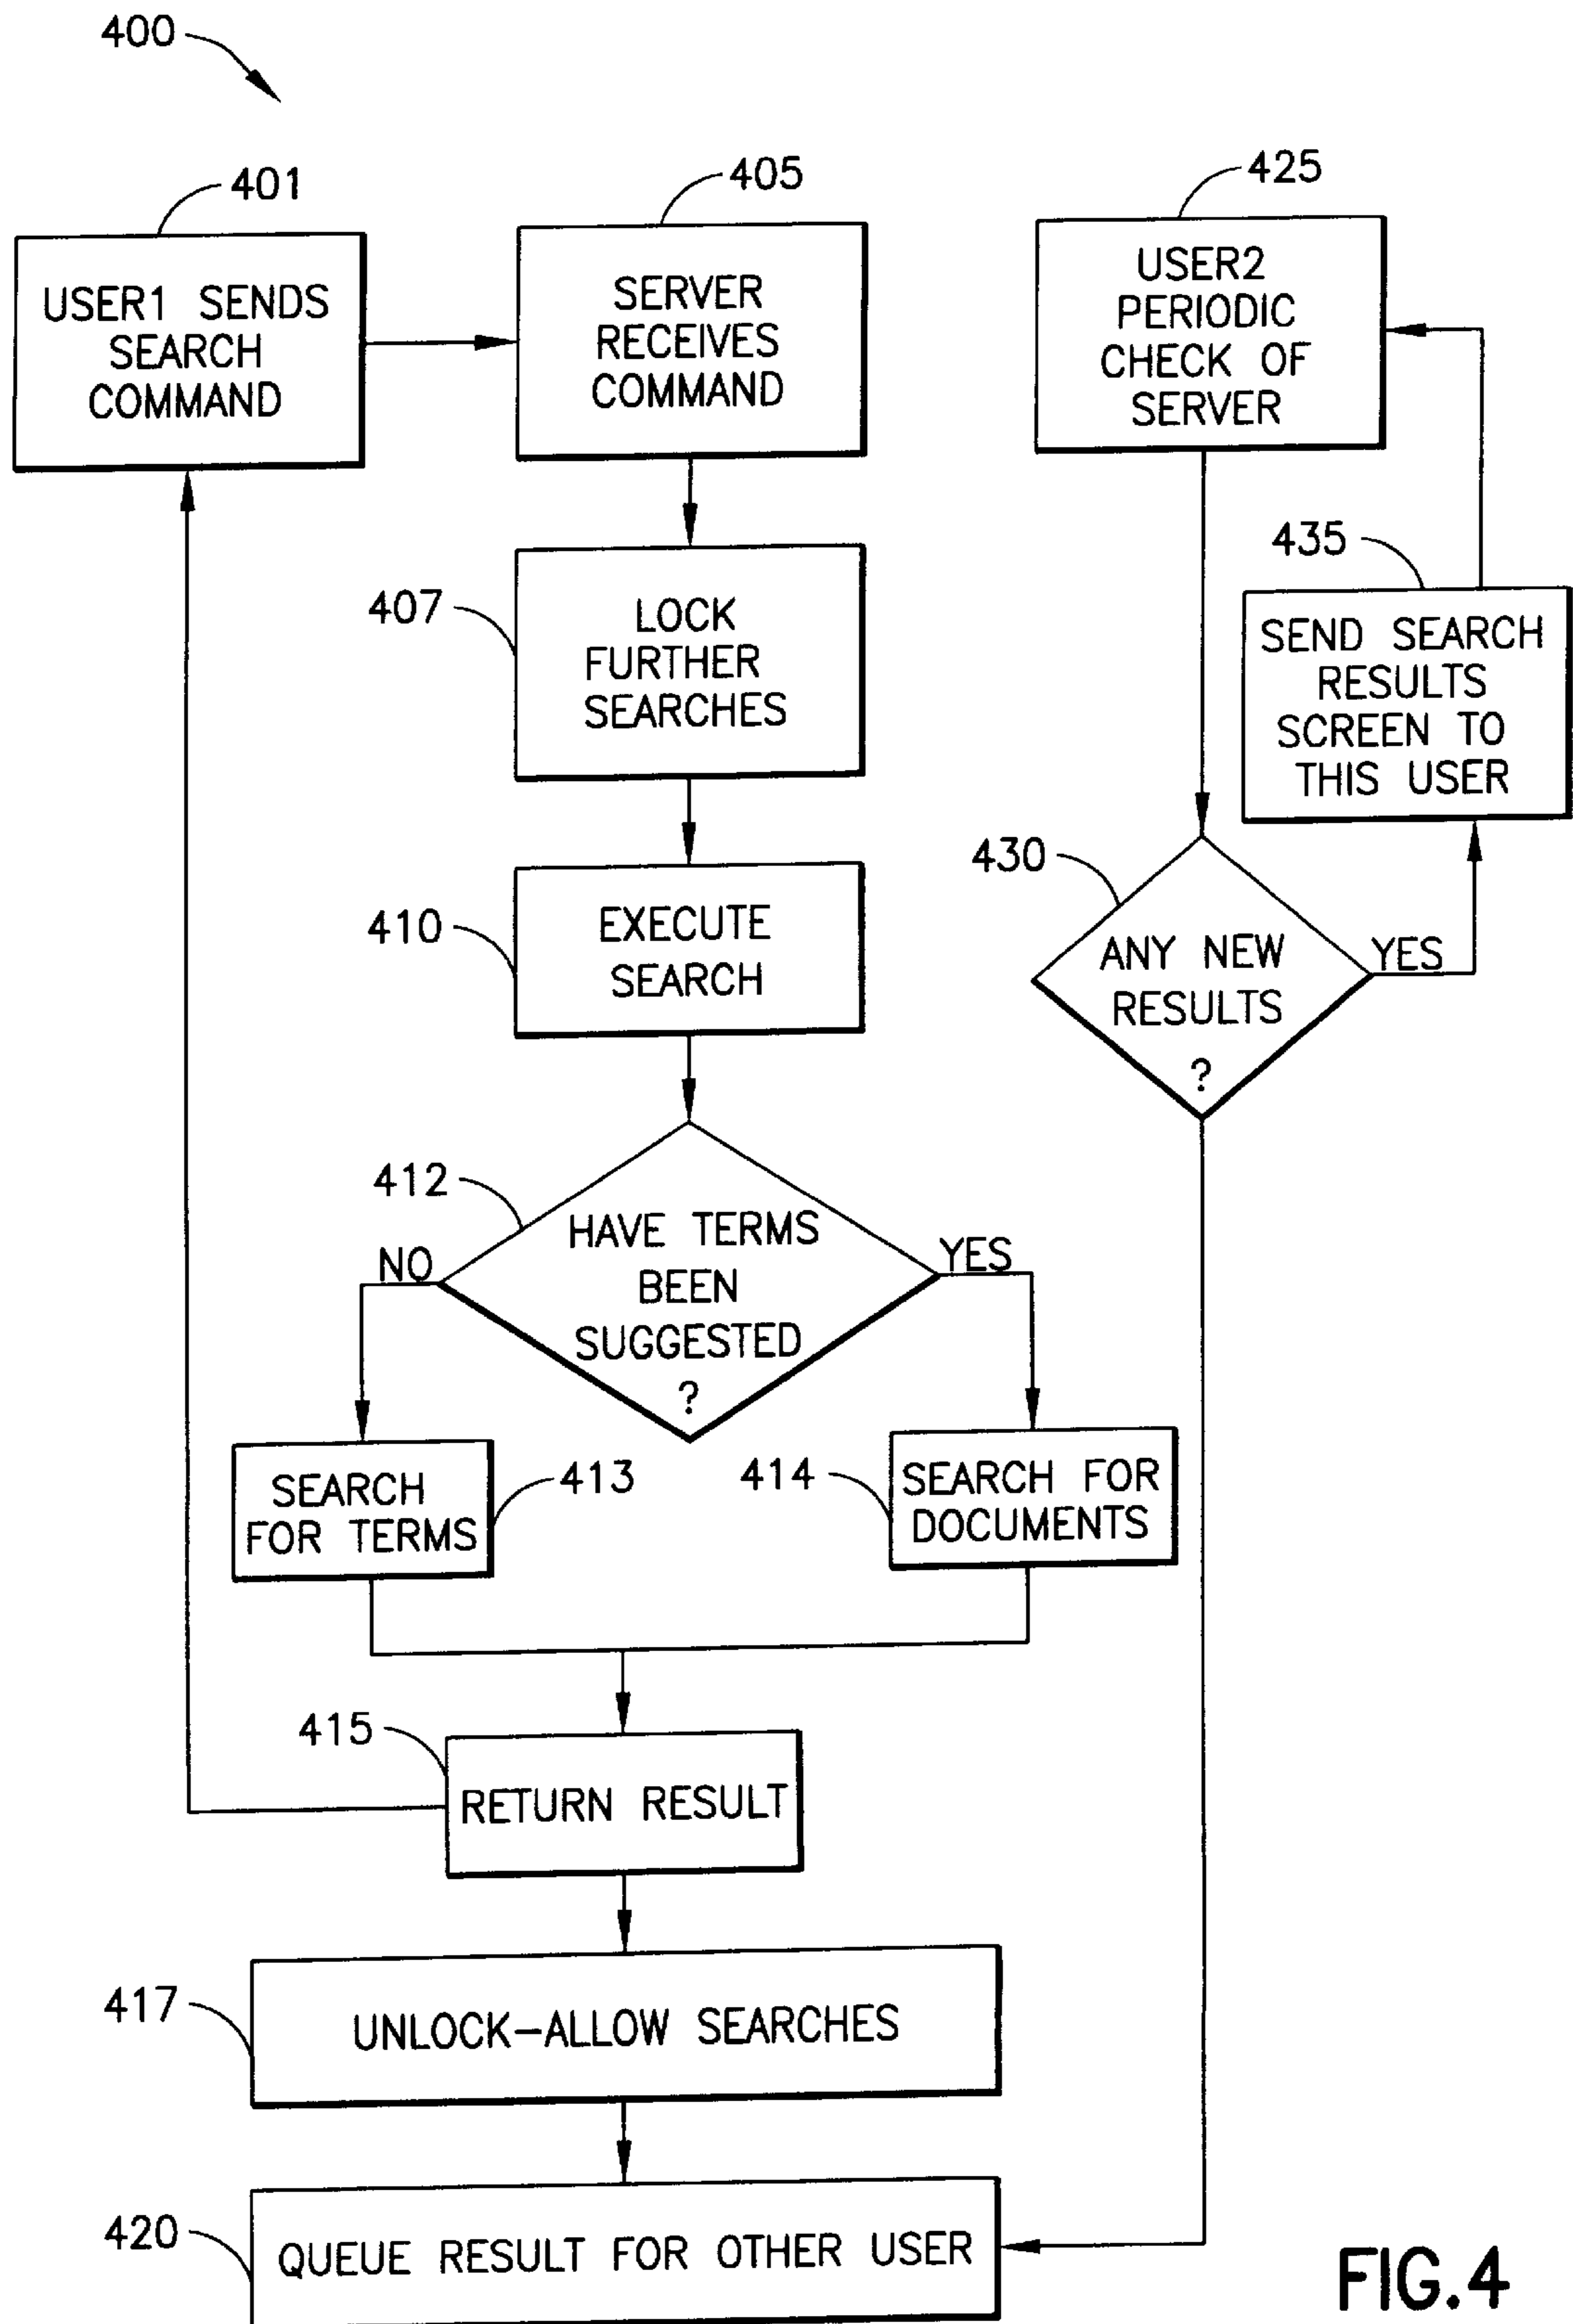 400
401
USER1 SENDS
SEARCH
COMMAND
405
SERVER
RECEIVES
COMMAND
425
USER2
PERIODIC
CHECK OF
SERVER
407
LOCK
FURTHER
SEARCHES
435
SEND SEARCH
RESULTS
SCREEN TO
THIS USER
410
EXECUTE
SEARCH
430
ANY NEW
RESULTS
?
YES
412
HAVE TERMS
BEEN
SUGGESTED
?
NO
YES
SEARCH
FOR TERMS
413
414
SEARCH FOR
DOCUMENTS
415
RETURN RESULT
417
UNLOCK-ALLOW SEARCHES
420
QUEUE RESULT FOR OTHER USER
FIG.4